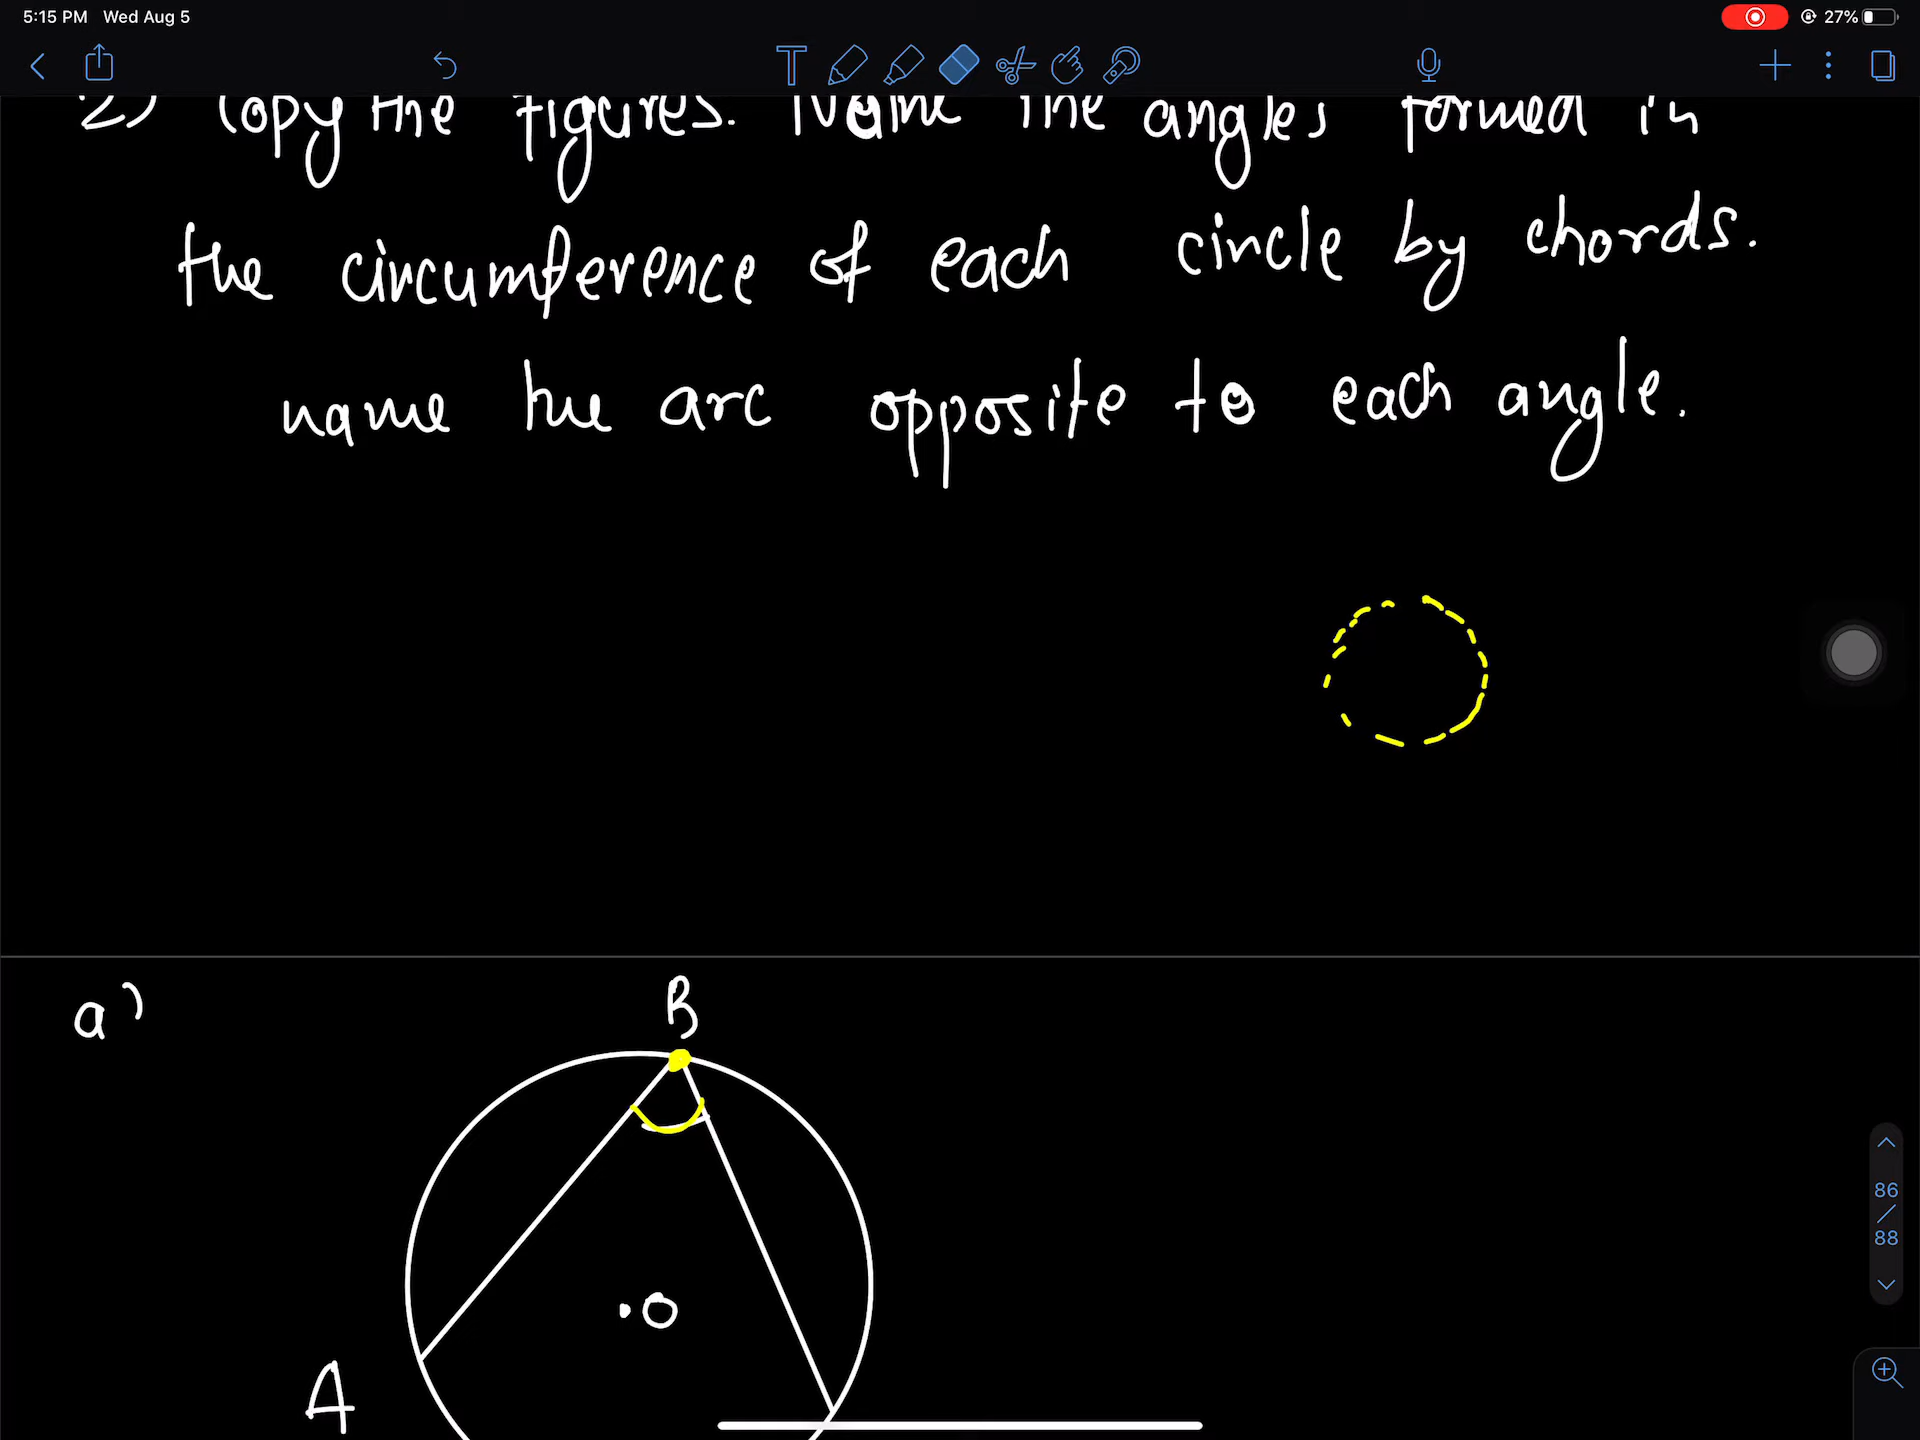 5:15 PM Wed Aug 5
27%
2) Copy the figures. Name the angles formed in
the circumference of each circle by chords.
name the arc opposite to each angle.
a)
B
86
88
.O
A